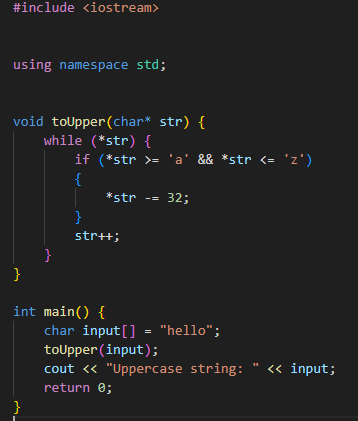 #include <iostream>
using namespace std;
void toUpper(char* str) {
    while (*str) {
        if (*str >= 'a' && *str <= 'z')
        {
            *str -= 32;
        }
        str++;
    }
}
int main() {
    char input[] = "hello";
    toUpper(input);
    cout << "Uppercase string: " << input;
    return 0;
}